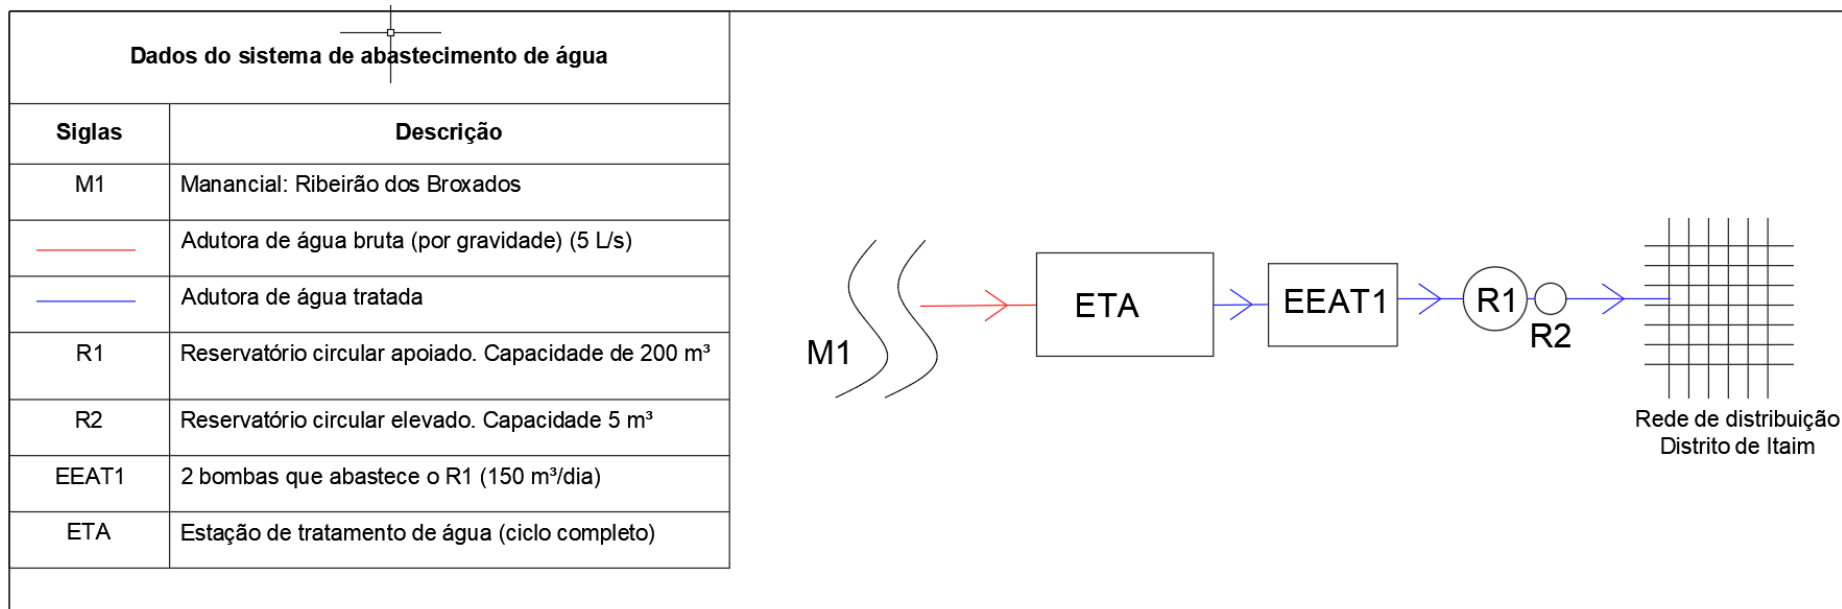 Dados do sistema de abastecimento de água
Siglas Descrição
M1 Manancial: Ribeirão dos Broxados
Adutora de água bruta (por gravidade) (5 L/s)
Adutora de água tratada
R1 Reservatório circular apoiado. Capacidade de 200 m³
R2 Reservatório circular elevado. Capacidade 5 m³
EEAT1 2 bombas que abastece o R1 (150 m³/dia)
ETA Estação de tratamento de água (ciclo completo)
M1
ETA
EEAT1
R1
R2
Rede de distribuição
Distrito de Itaim